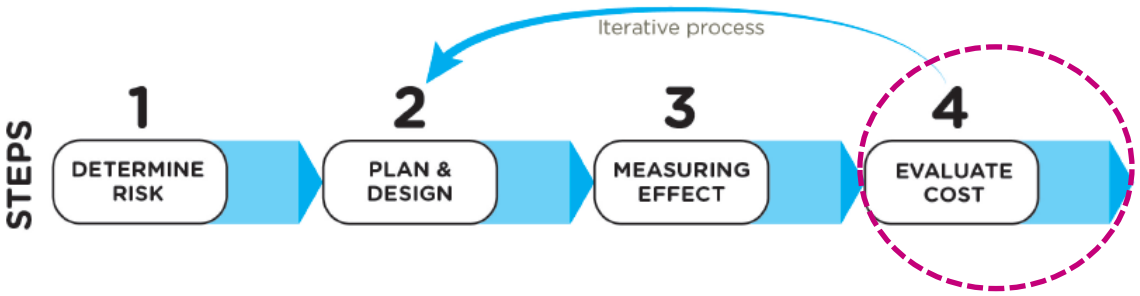 Iterative process
STEPS
1
DETERMINE
RISK
2
PLAN &
DESIGN
3
MEASURING
EFFECT
4
EVALUATE
COST